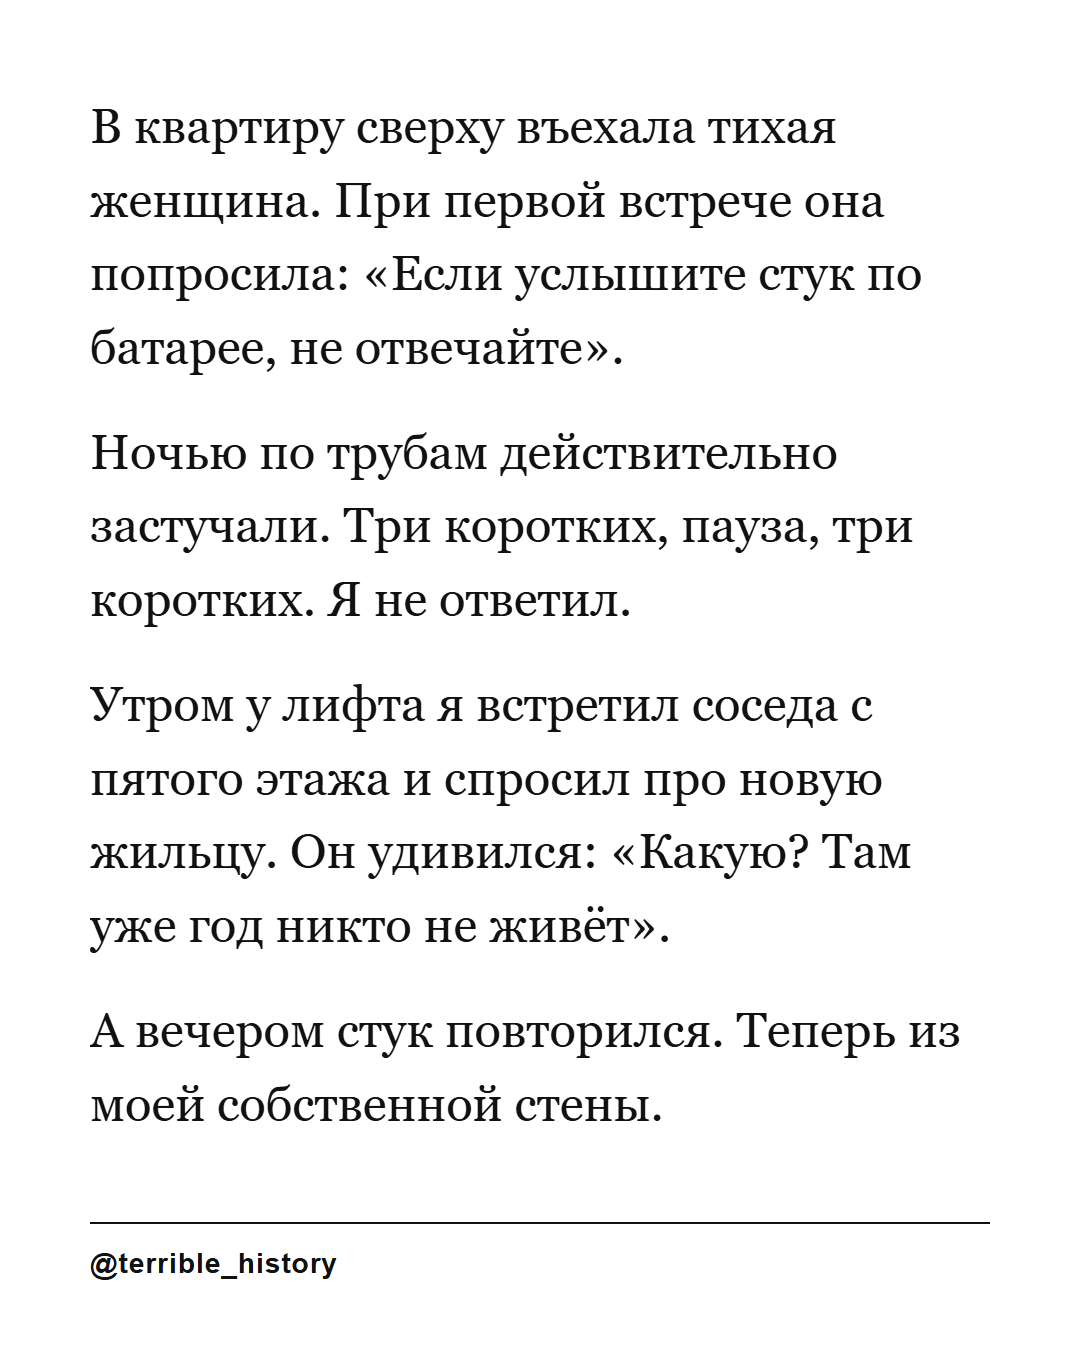 В квартиру сверху въехала тихая
женщина. При первой встрече она
попросила: «Если услышите стук по
батарее, не отвечайте».
Ночью по трубам действительно
застучали. Три коротких, пауза, три
коротких. Я не ответил.
Утром у лифта я встретил соседа с
пятого этажа и спросил про новую
жильцу. Он удивился: «Какую? Там
уже год никто не живёт».
А вечером стук повторился. Теперь из
моей собственной стены.
@terrible_history